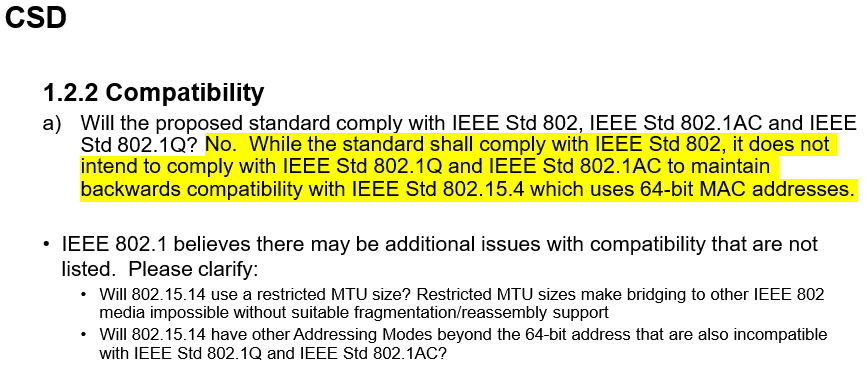 CSD
1.2.2 Compatibility
a) Will the proposed standard comply with IEEE Std 802, IEEE Std 802.1AC and IEEE
Std 802.1Q? No. While the standard shall comply with IEEE Std 802, it does not
intend to comply with IEEE Std 802.1Q and IEEE Std 802.1AC to maintain
backwards compatibility with IEEE Std 802.15.4 which uses 64-bit MAC addresses.
• IEEE 802.1 believes there may be additional issues with compatibility that are not
listed. Please clarify:
• Will 802.15.14 use a restricted MTU size? Restricted MTU sizes make bridging to other IEEE 802
media impossible without suitable fragmentation/reassembly support
• Will 802.15.14 have other Addressing Modes beyond the 64-bit address that are also incompatible
with IEEE Std 802.1Q and IEEE Std 802.1AC?